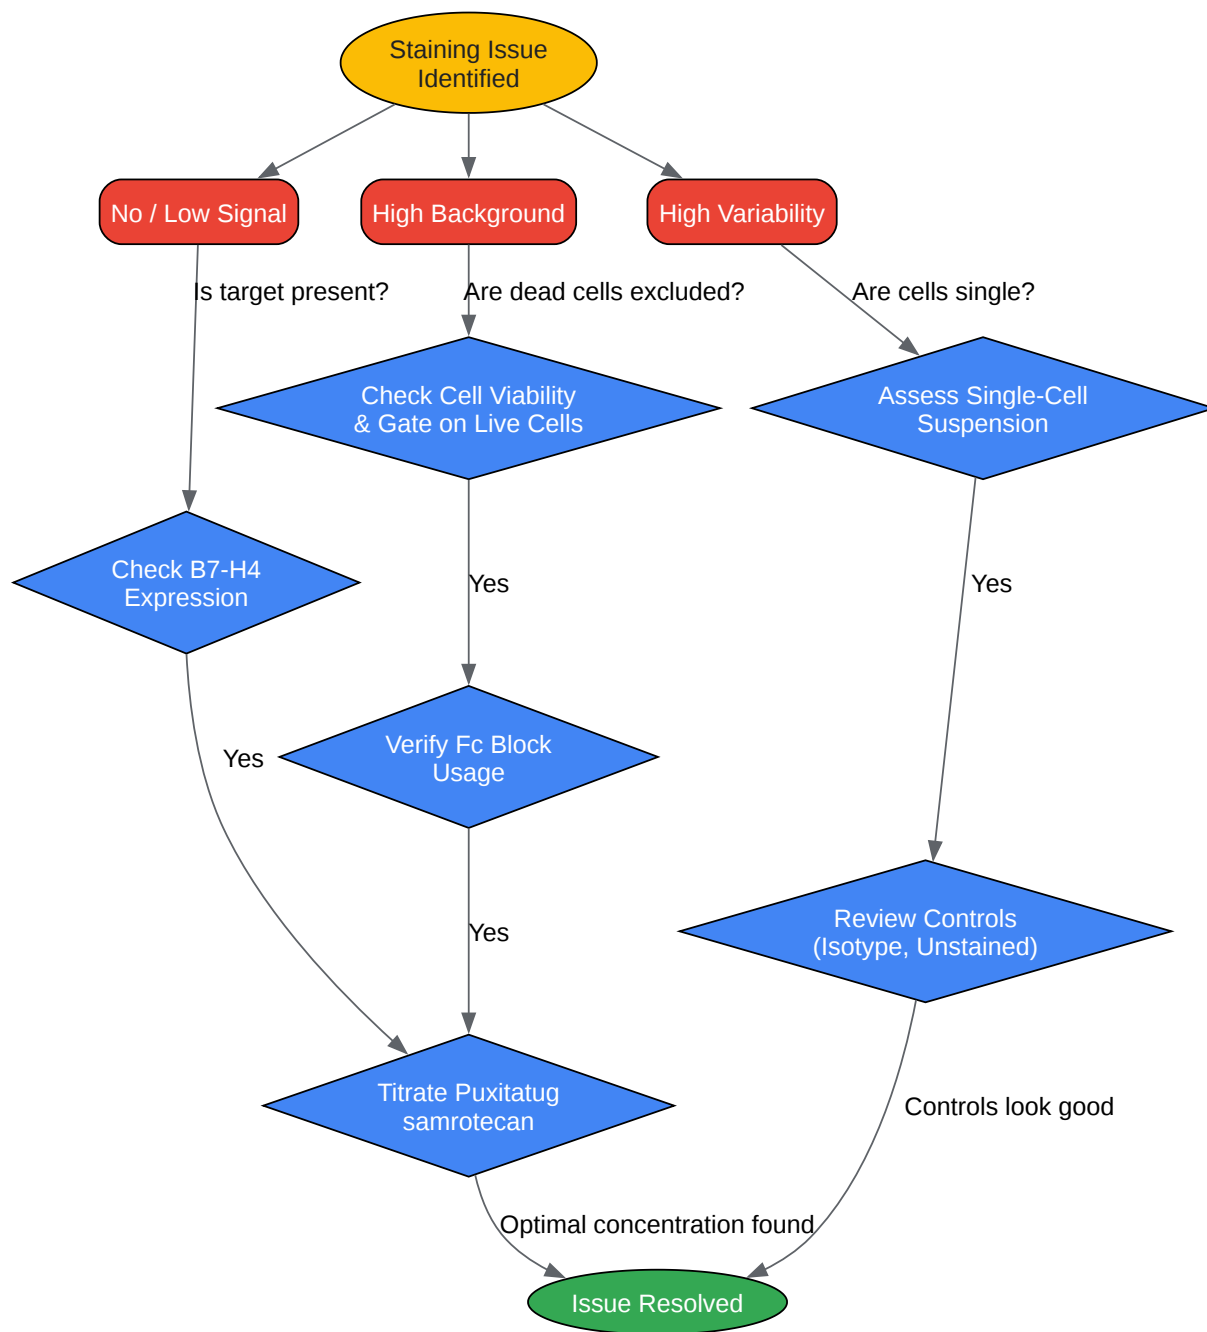 Staining Issue
Identified
No / Low Signal
High Background
High Variability
Is target present?
Are dead cells excluded?
Are cells single?
Check Cell Viability
& Gate on Live Cells
Assess Single-Cell
Suspension
Check B7-H4
Expression
Yes
Yes
Yes
Verify Fc Block
Usage
Yes
Review Controls
(Isotype, Unstained)
Titrate Puxitatug
samrotecan
Controls look good
Optimal concentration found
Issue Resolved